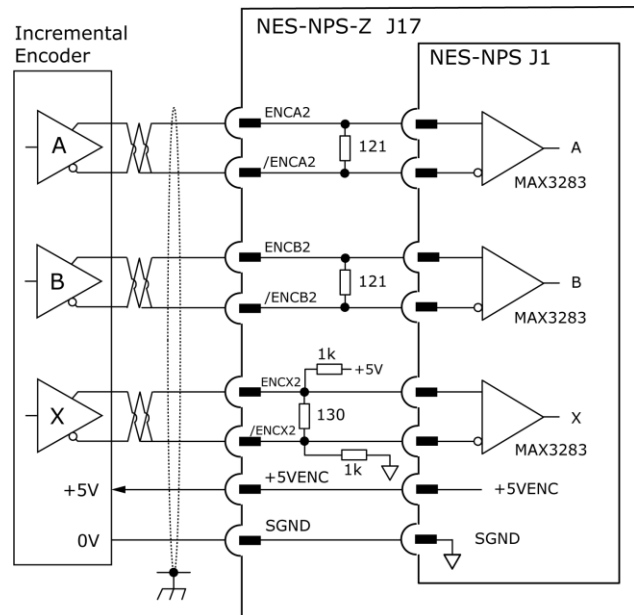 Incremental
Encoder
NES-NPS-Z J17
NES-NPS J1
A
ENCA2
/ENCA2
121
A
MAX3283
B
ENCB2
/ENCB2
121
B
MAX3283
1k
+5V
X
ENCX2
/ENCX2
130
X
MAX3283
1k
+5V
+5VENC
+5VENC
0V
SGND
SGND